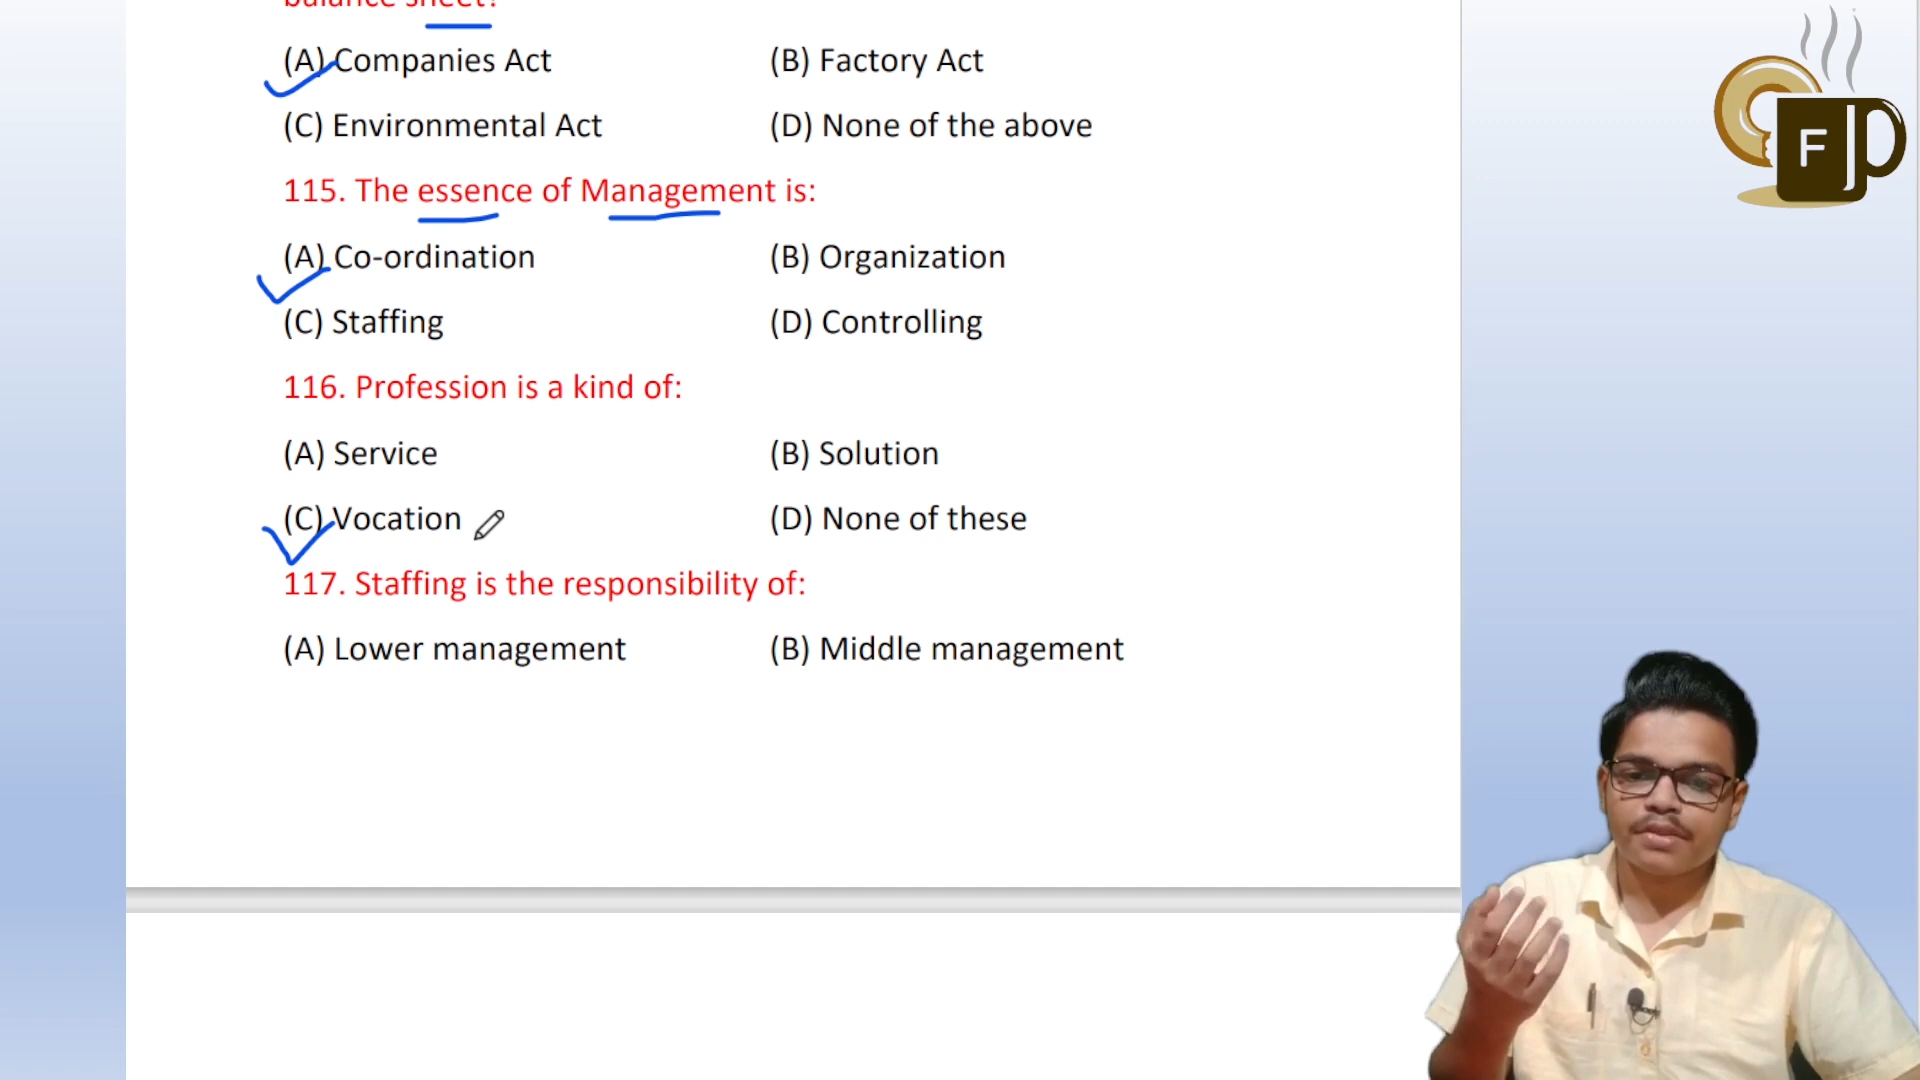 balance sheet?
(A) Companies Act (B) Factory Act
(C) Environmental Act (D) None of the above
115. The essence of Management is:
(A) Co-ordination (B) Organization
(C) Staffing (D) Controlling
116. Profession is a kind of:
(A) Service (B) Solution
(C) Vocation (D) None of these
117. Staffing is the responsibility of:
(A) Lower management (B) Middle management
F